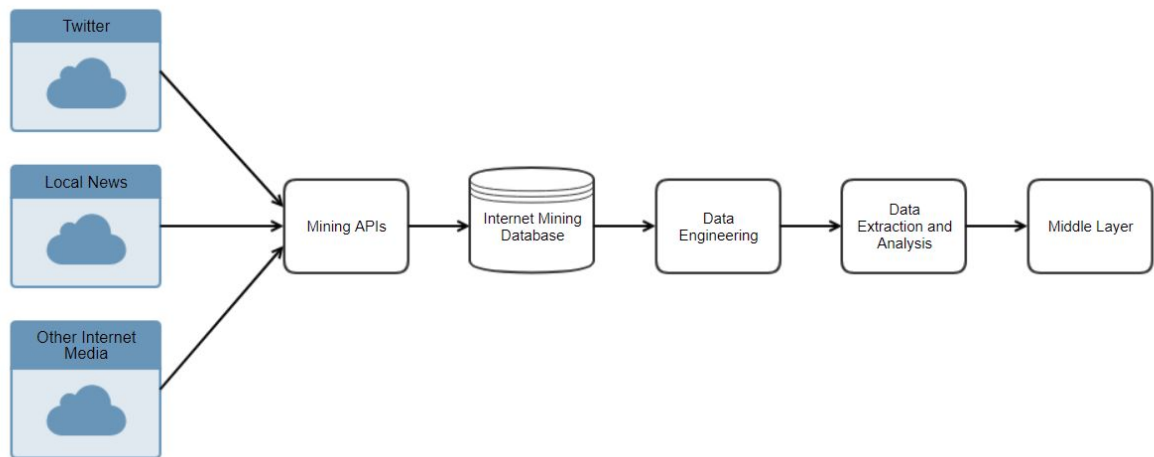 Twitter
Local News
Other Internet
Media
Mining APIs
Internet Mining
Database
Data
Engineering
Data
Extraction and
Analysis
Middle Layer